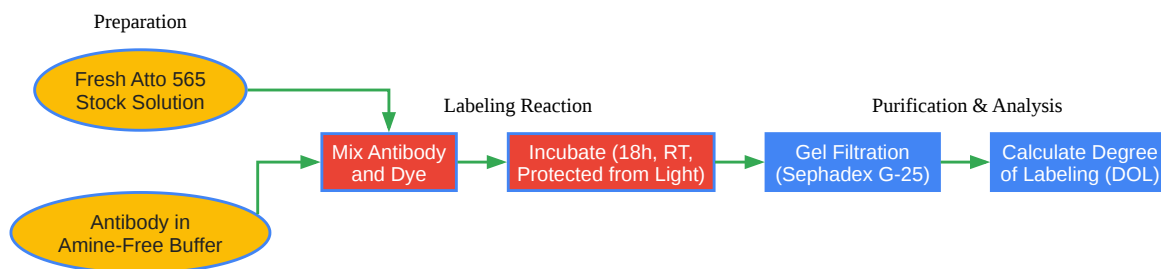 Preparation
Fresh Atto 565
Stock Solution
Antibody in
Amine-Free Buffer
Labeling Reaction
Mix Antibody
and Dye
Incubate (18h, RT,
Protected from Light)
Purification & Analysis
Gel Filtration
(Sephadex G-25)
Calculate Degree
of Labeling (DOL)